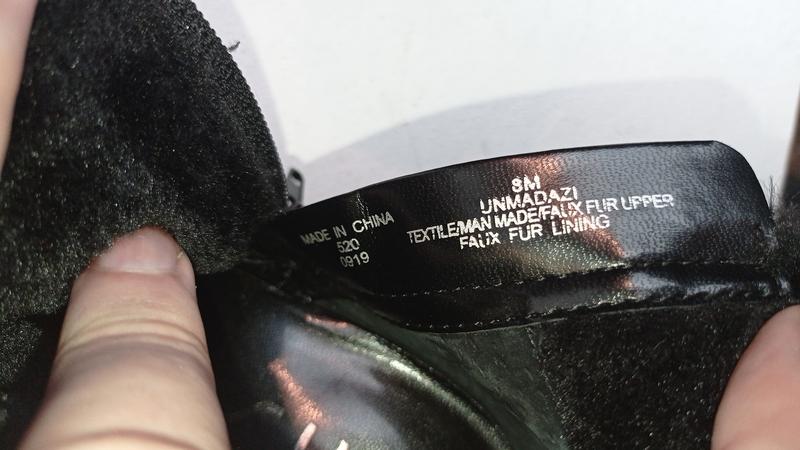 MADE IN CHINA
520
0919
8M
UNMADAZI
TEXTILE/MAN MADE/FAUX FUR UPPER
FAUX FUR LINING